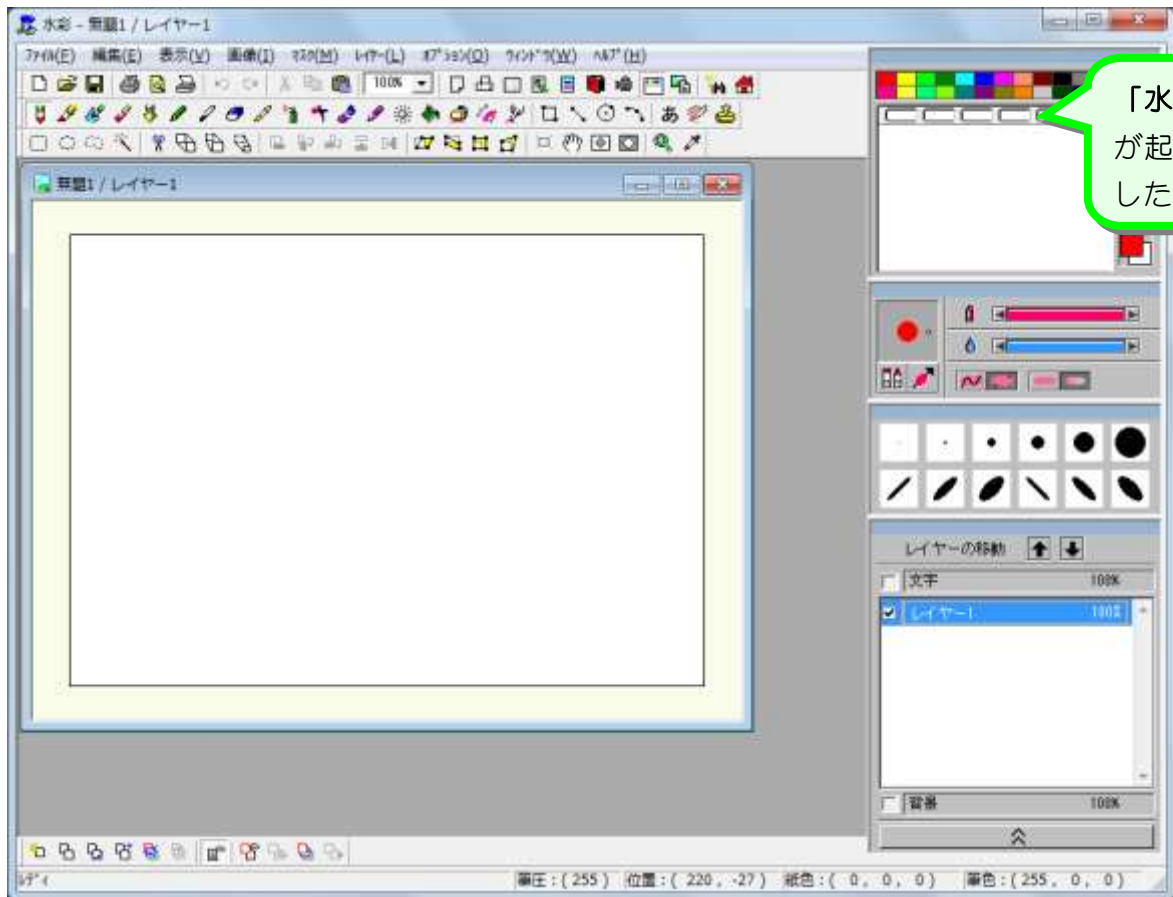 水彩 - 無題1 / レイヤー1
ﾌｧｲﾙ(F) 編集(E) 表示(V) 画像(I) ﾏｽｸ(M) ﾚｲﾔｰ(L) ｵﾌﾟｼｮﾝ(O) ｳｨﾝﾄﾞｳ(W) ﾍﾙﾌﾟ(H)
100%
あ
「水
が起
した
無題1 / レイヤー1
レイヤーの移動
文字 100%
レイヤー1 100%
背景 100%
ﾚﾃﾞｨ
筆圧:(255) 位置:( 220, -27) 紙色:( 0, 0, 0) 筆色:(255, 0, 0)